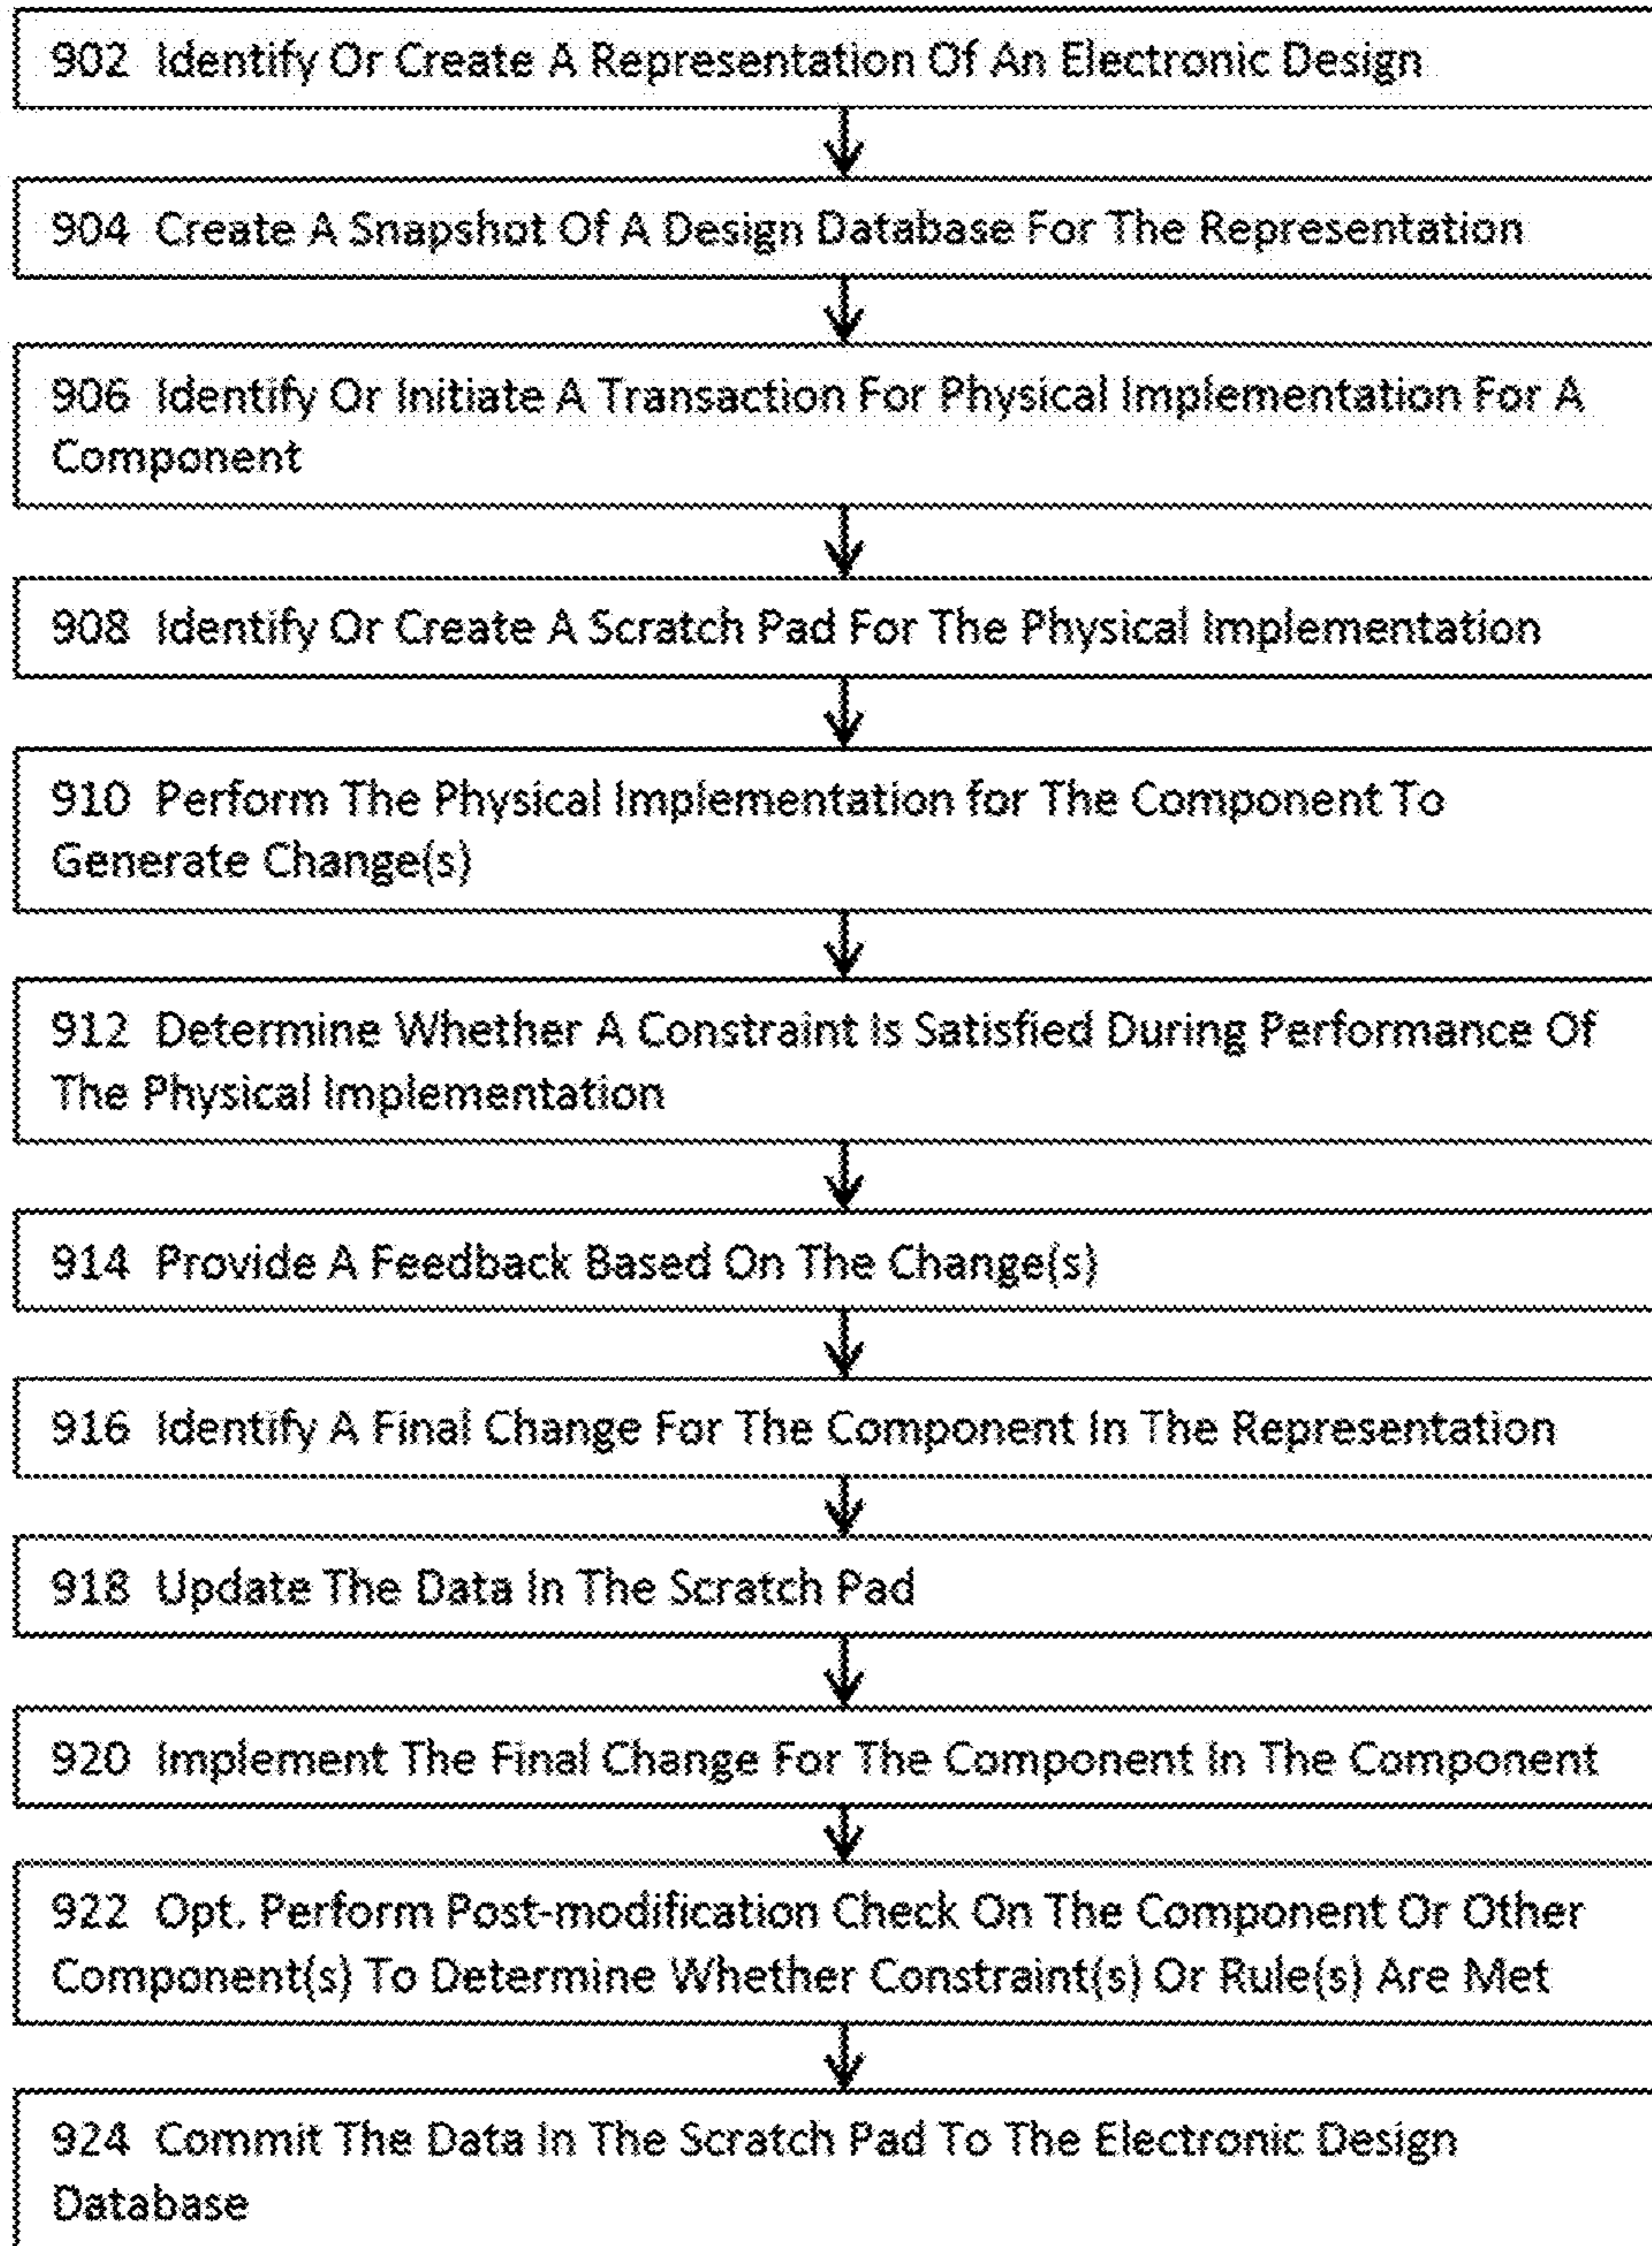 902 Identify Or Create A Representation Of An Electronic Design
904 Create A Snapshot Of A Design Database For The Representation
906 Identify Or Initiate A Transaction For Physical Implementation For A
Component
908 Identify Or Create A Scratch Pad For The Physical Implementation
910 Perform The Physical Implementation for The Component To
Generate Change(s)
912 Determine Whether A Constraint Is Satisfied During Performance Of
The Physical Implementation
914 Provide A Feedback Based On The Change(s)
916 Identify A Final Change For The Component In The Representation
918 Update The Data In The Scratch Pad
920 Implement The Final Change For The Component In The Component
922 Opt. Perform Post-modification Check On The Component Or Other
Component(s) To Determine Whether Constraint(s) Or Rule(s) Are Met
924 Commit The Data In The Scratch Pad To The Electronic Design
Database